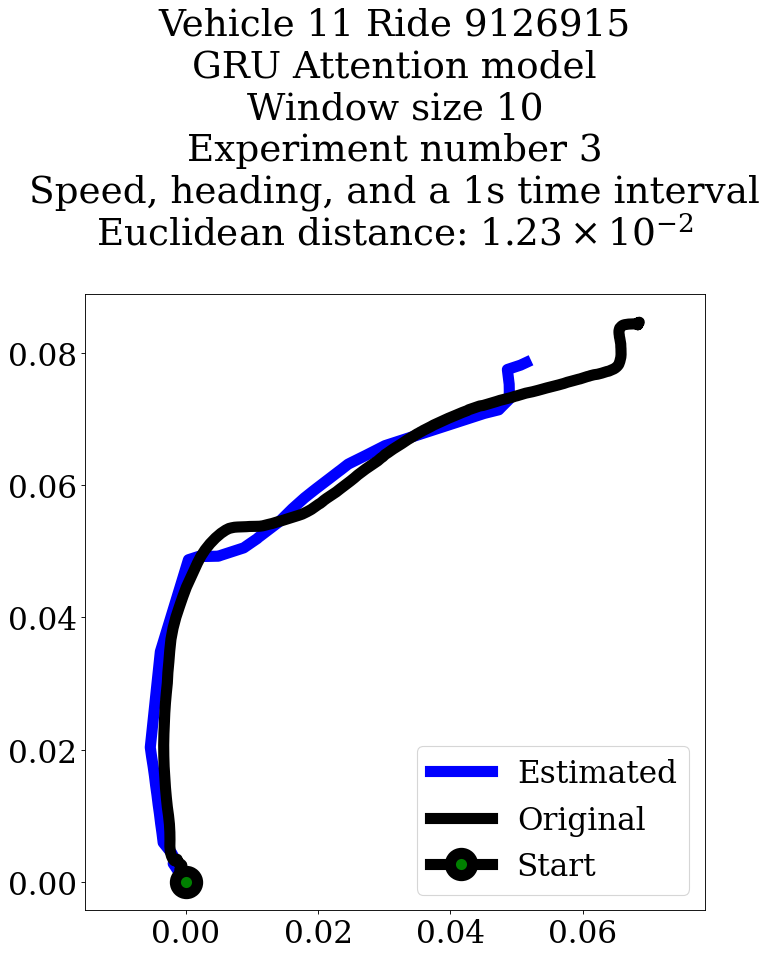 Vehicle 11 Ride 9126915
GRU Attention model
Window size 10
Experiment number 3
Speed, heading, and a 1s time interval
Euclidean distance: 1.23 × 10⁻²
0.08
0.06
0.04
0.02
0.00
0.00 0.02 0.04 0.06
Estimated
Original
Start